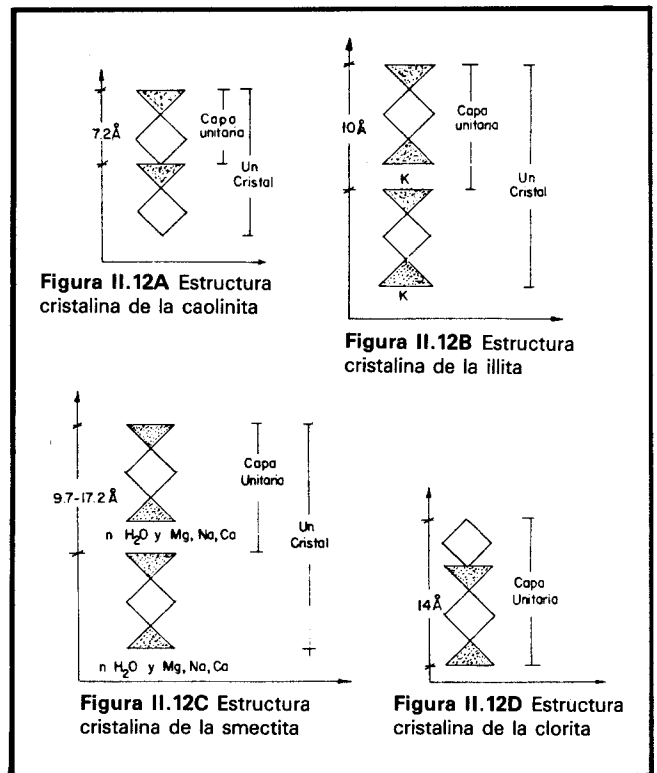 7.2Å
Capa
unitaria
Un
Cristal
Figura II.12A Estructura
cristalina de la caolinita
10Å
Capa
unitaria
K
Un
Cristal
K
Figura II.12B Estructura
cristalina de la illita
9.7-17.2Å
Capa
Unitaria
n H₂O y Mg, Na, Ca
Un
Cristal
n H₂O y Mg, Na, Ca
Figura II.12C Estructura
cristalina de la smectita
14Å
Capa
Unitaria
Figura II.12D Estructura
cristalina de la clorita